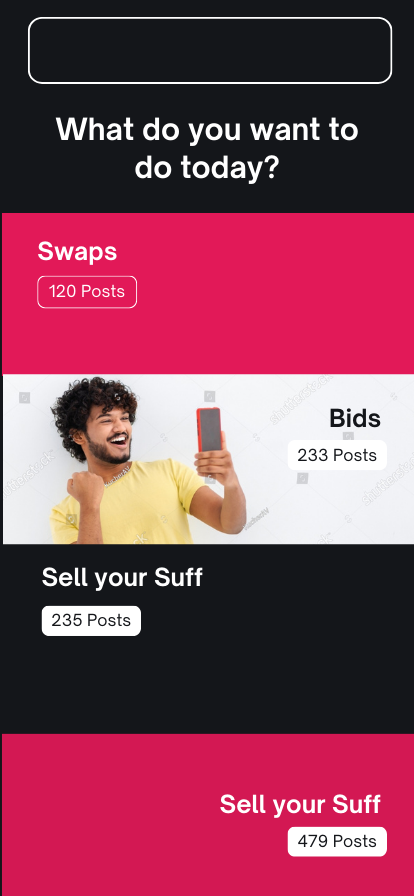 What do you want to
do today?
Swaps
120 Posts
Bids
233 Posts
Sell your Suff
235 Posts
Sell your Suff
479 Posts